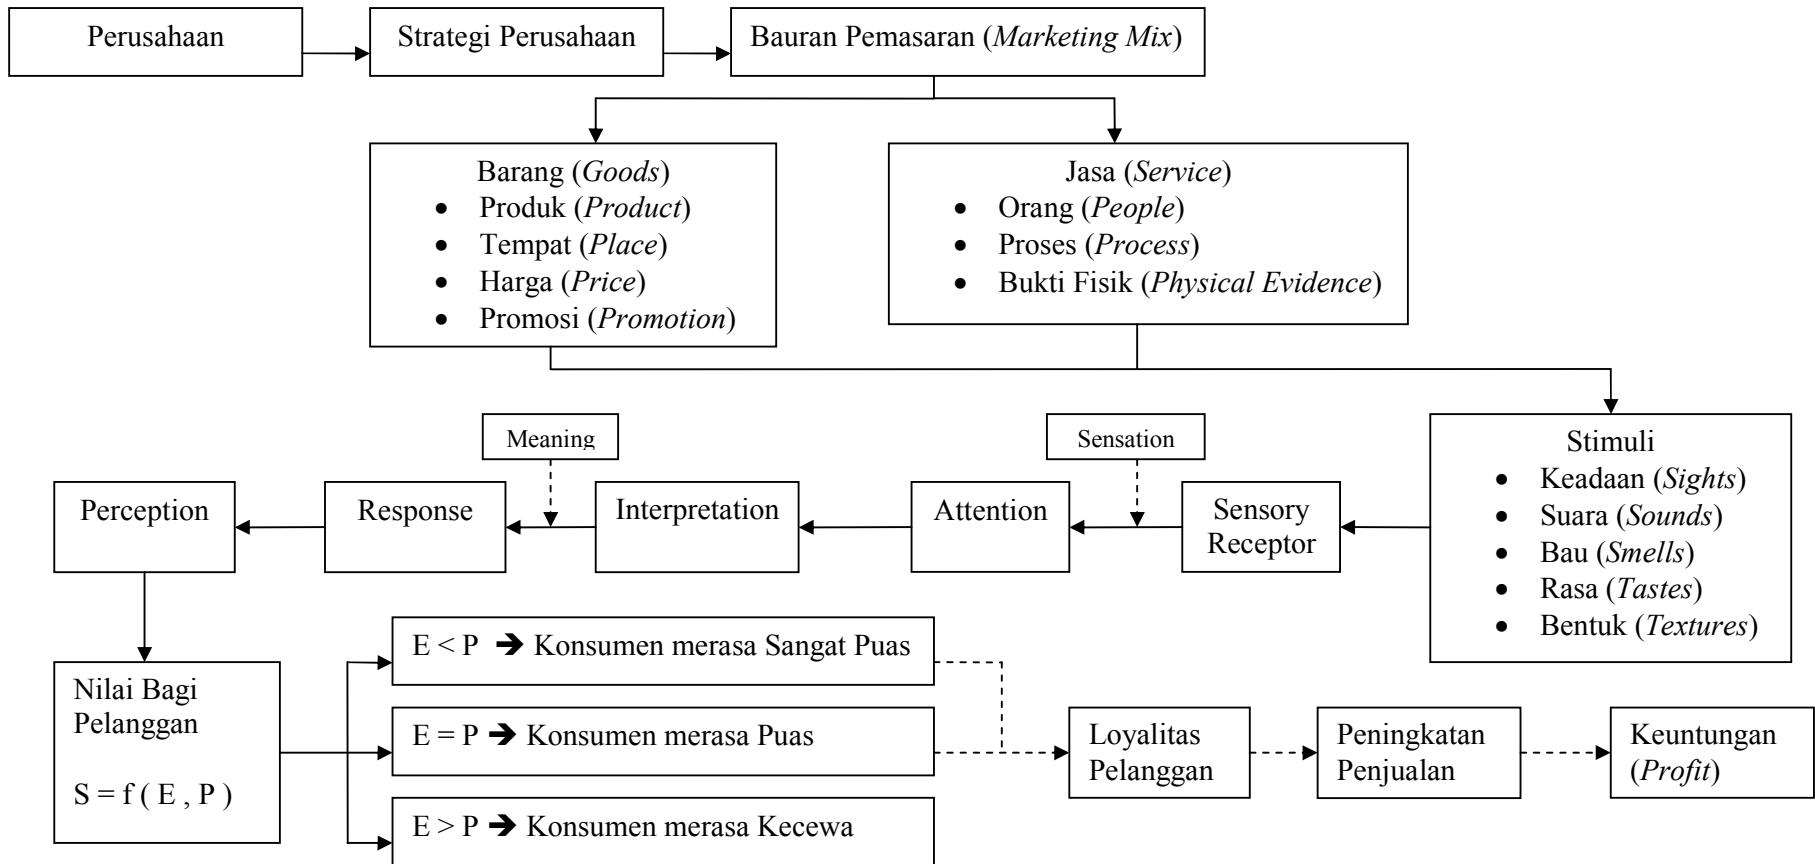 Perusahaan
Strategi Perusahaan
Bauran Pemasaran (Marketing Mix)
Barang (Goods)
• Produk (Product)
• Tempat (Place)
• Harga (Price)
• Promosi (Promotion)
Jasa (Service)
• Orang (People)
• Proses (Process)
• Bukti Fisik (Physical Evidence)
Stimuli
• Keadaan (Sights)
• Suara (Sounds)
• Bau (Smells)
• Rasa (Tastes)
• Bentuk (Textures)
Sensory
Receptor
Sensation
Attention
Interpretation
Meaning
Response
Perception
Nilai Bagi
Pelanggan
S = f ( E , P )
E < P ➔ Konsumen merasa Sangat Puas
E = P ➔ Konsumen merasa Puas
E > P ➔ Konsumen merasa Kecewa
Loyalitas
Pelanggan
Peningkatan
Penjualan
Keuntungan
(Profit)